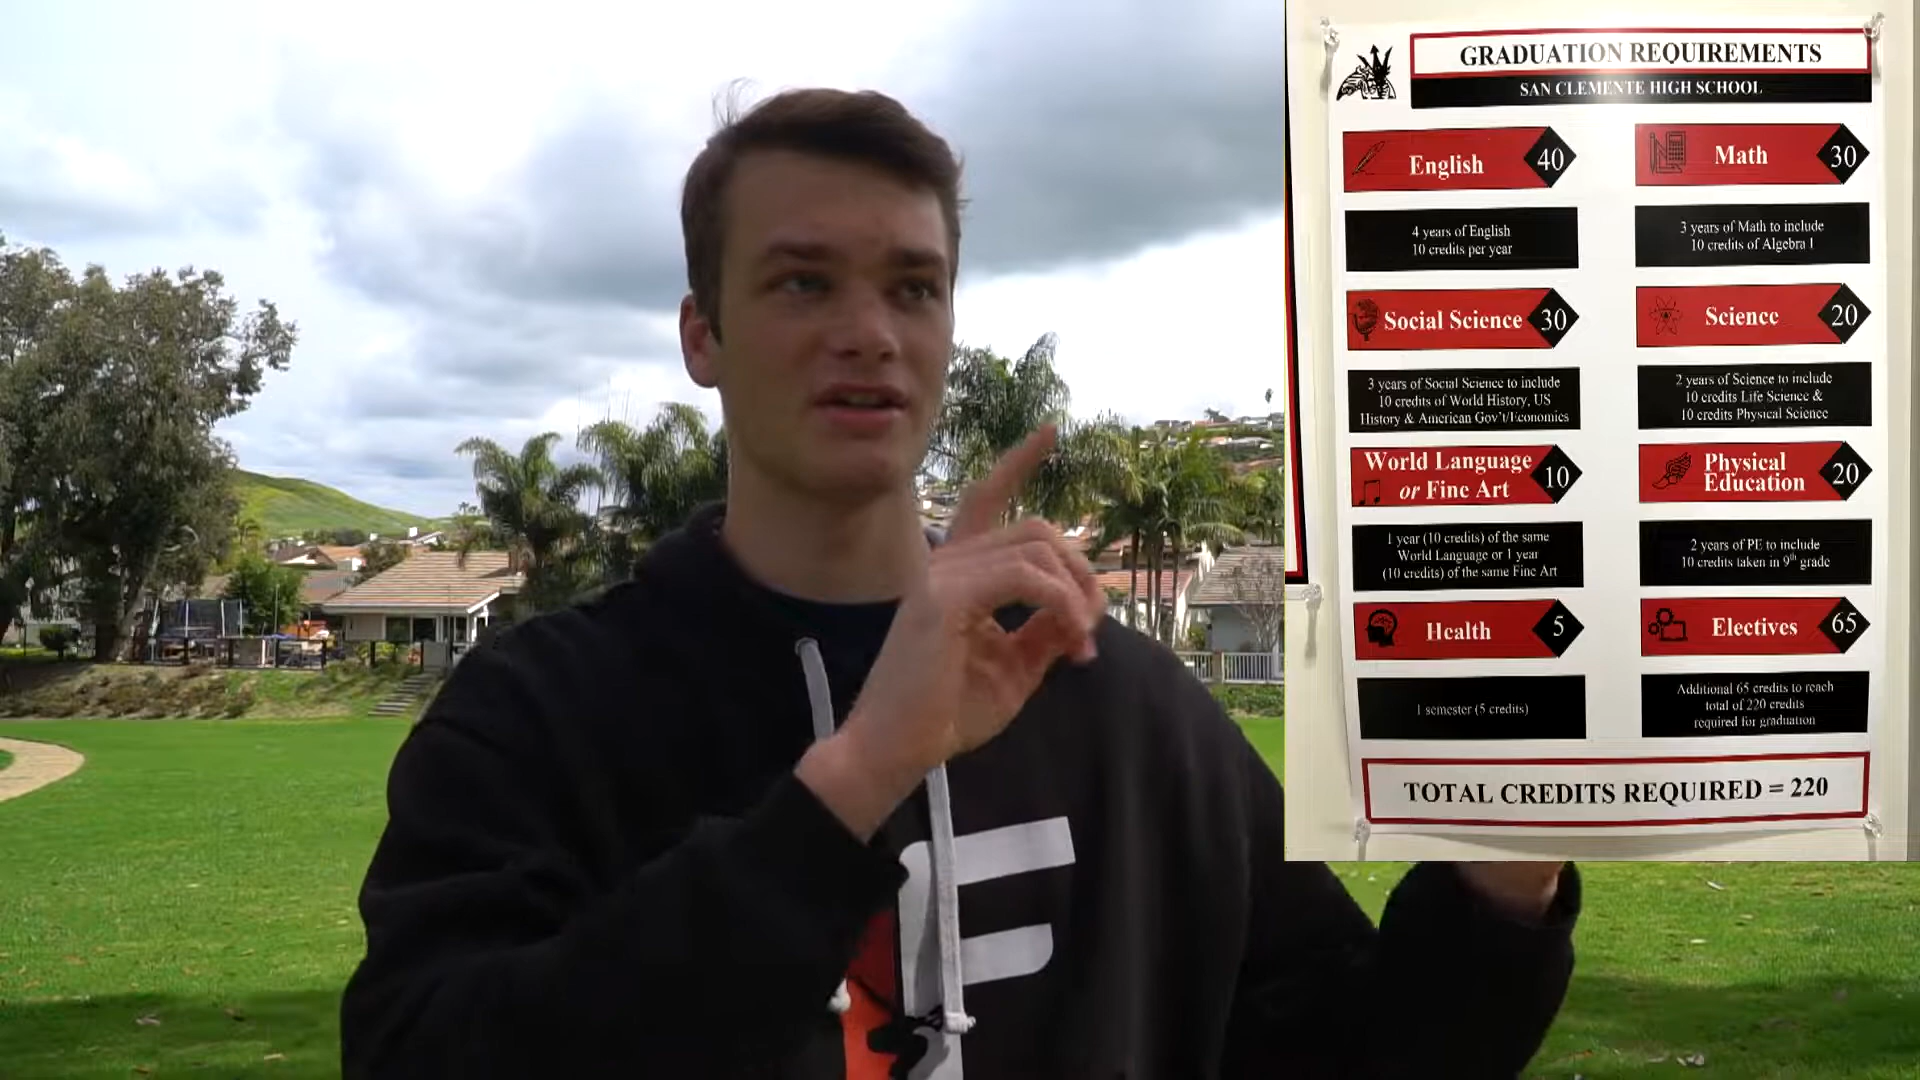 GRADUATION REQUIREMENTS
SAN CLEMENTE HIGH SCHOOL
English 40
4 years of English
10 credits per year
Math 30
3 years of Math to include
10 credits of Algebra I
Social Science 30
3 years of Social Science to include
10 credits of World History, US
History & American Gov't/Economics
Science 20
2 years of Science to include
10 credits Life Science &
10 credits Physical Science
World Language
or Fine Art 10
1 year (10 credits) of the same
World Language or 1 year
(10 credits) of the same Fine Art
Physical
Education 20
2 years of PE to include
10 credits taken in 9th grade
Health 5
1 semester (5 credits)
Electives 65
Additional 65 credits to reach
total of 220 credits
required for graduation
TOTAL CREDITS REQUIRED = 220
F